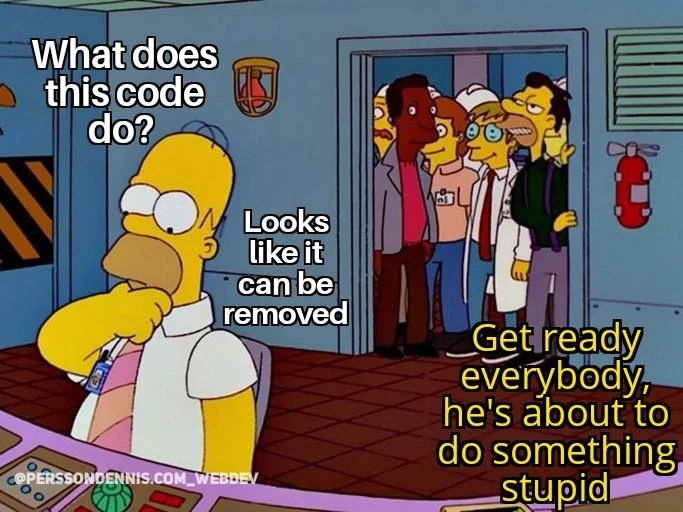 What does
this code
do?
Looks
like it
can be
removed
Get ready
everybody,
he's about to
do something
stupid
@PERSSONDENNIS.COM_WEBDEV